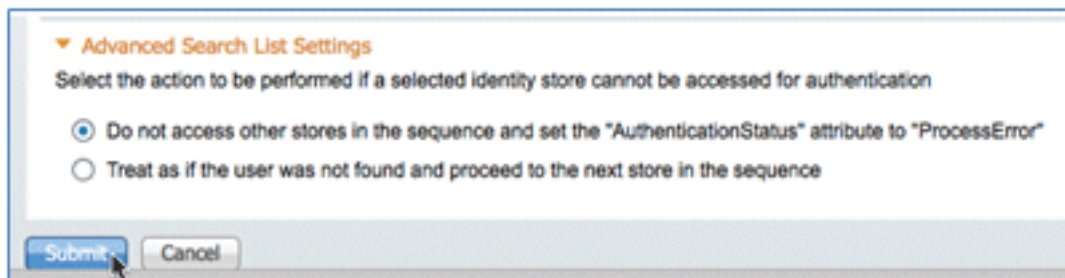 Advanced Search List Settings
Select the action to be performed if a selected identity store cannot be accessed for authentication
Do not access other stores in the sequence and set the "AuthenticationStatus" attribute to "ProcessError"
Treat as if the user was not found and proceed to the next store in the sequence
Submit Cancel